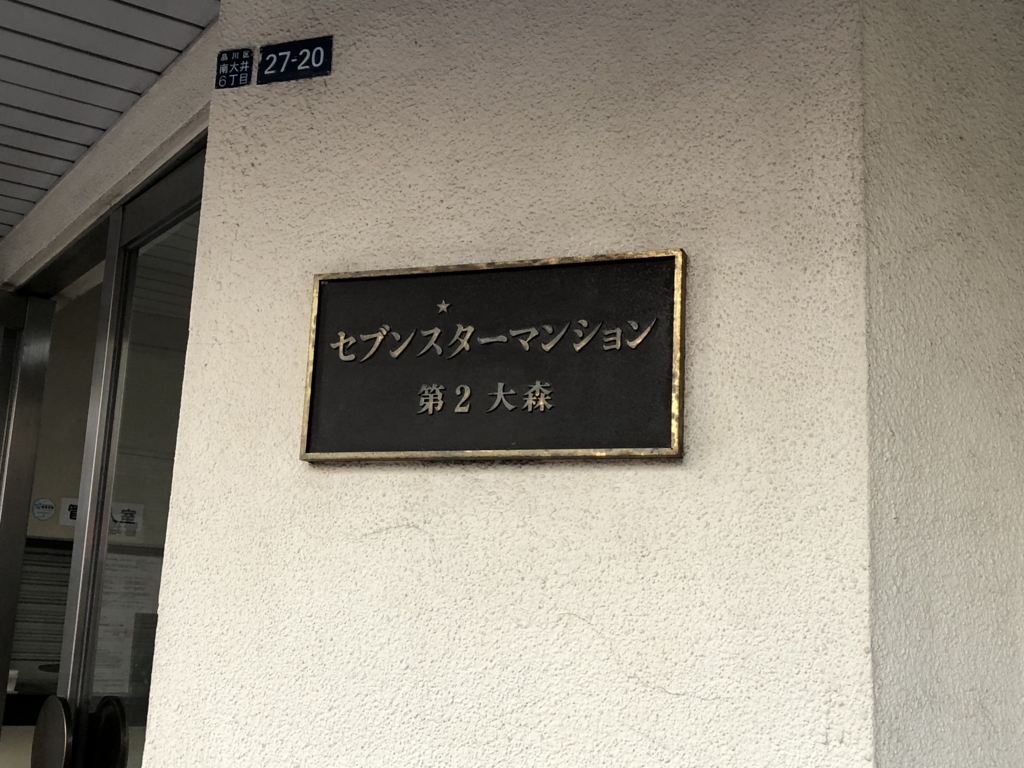 品川区
南大井
6丁目
27-20
★
セブンスターマンション
第2 大森